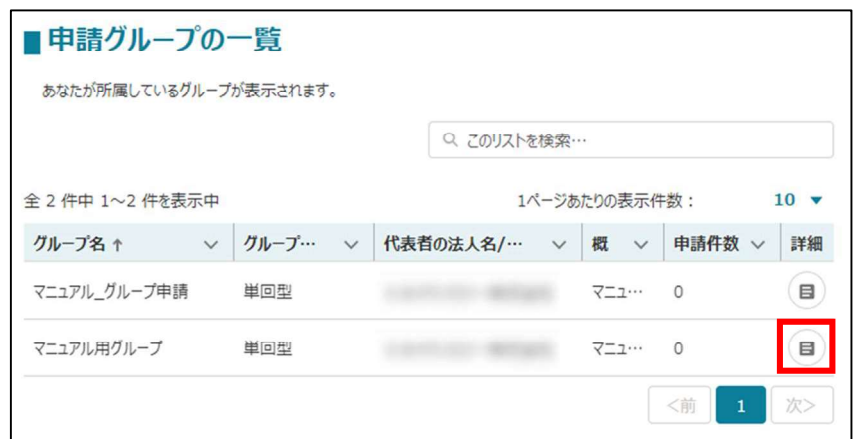 ■申請グループの一覧
あなたが所属しているグループが表示されます。
このリストを検索…
全 2 件中 1～2 件を表示中 1ページあたりの表示件数： 10 ▼
グループ名↑ グループ… 代表者の法人名/… 概 申請件数 詳細
マニュアル_グループ申請 単回型 マニュ… 0
マニュアル用グループ 単回型 マニュ… 0
<前 1 次>